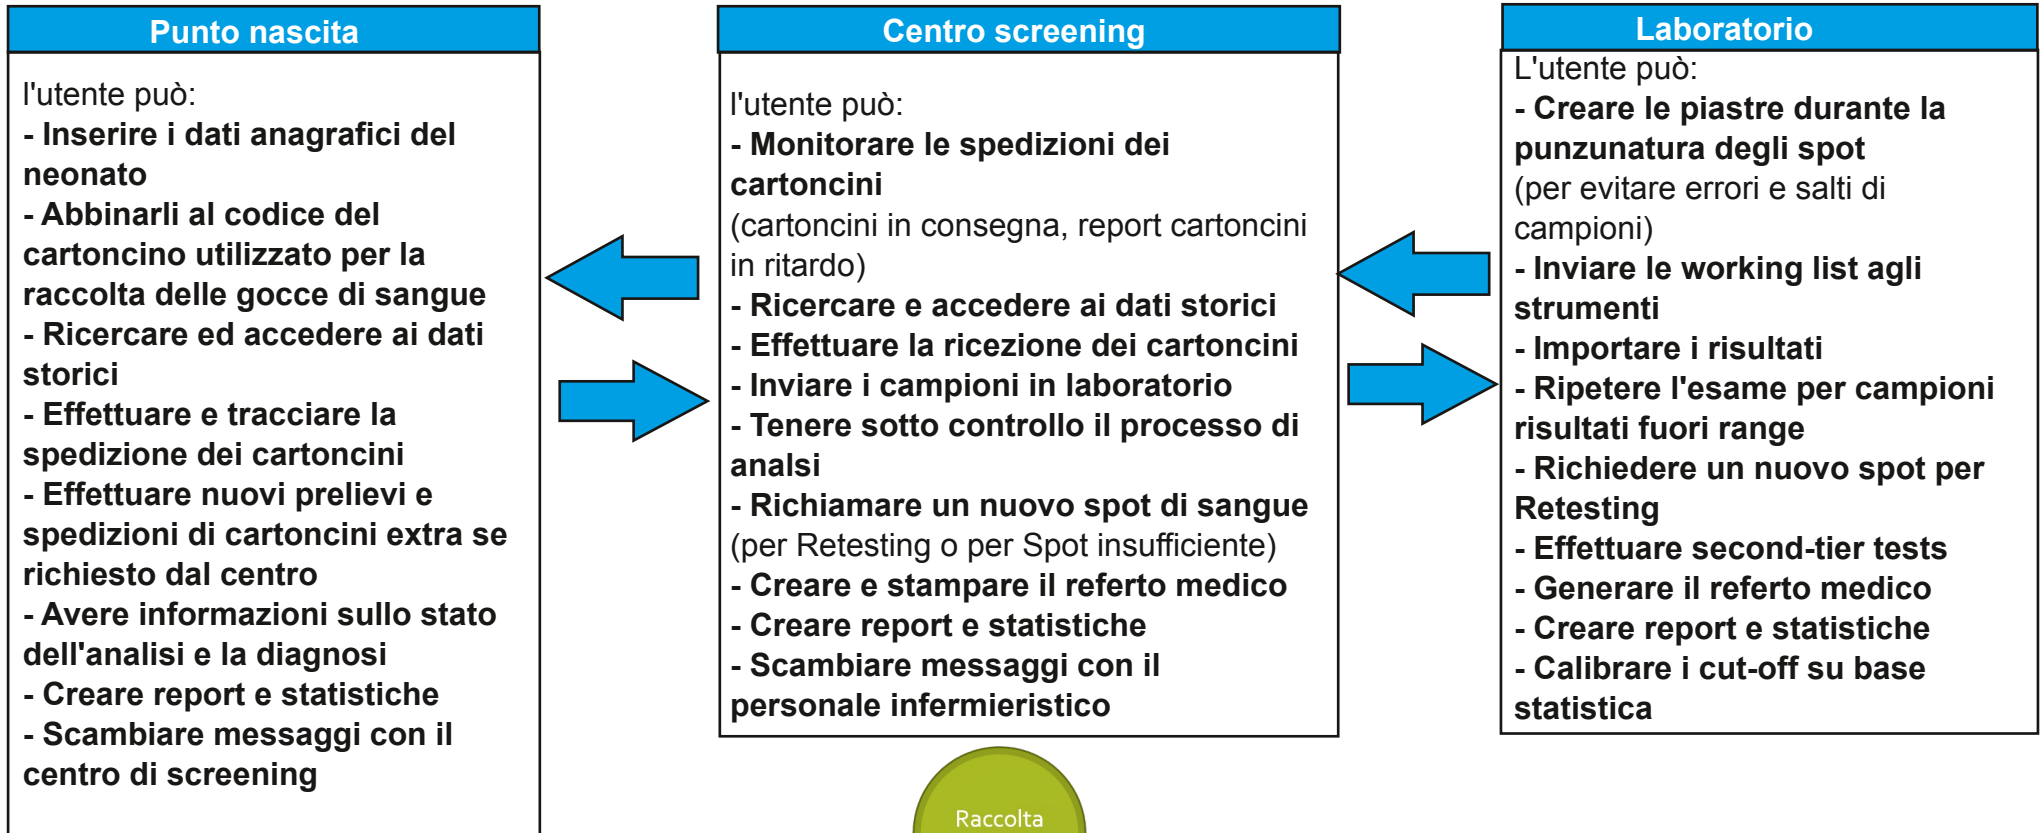 Punto nascita
l'utente può:
- Inserire i dati anagrafici del
neonato
- Abbinarli al codice del
cartoncino utilizzato per la
raccolta delle gocce di sangue
- Ricercare ed accedere ai dati
storici
- Effettuare e tracciare la
spedizione dei cartoncini
- Effettuare nuovi prelievi e
spedizioni di cartoncini extra se
richiesto dal centro
- Avere informazioni sullo stato
dell'analisi e la diagnosi
- Creare report e statistiche
- Scambiare messaggi con il
centro di screening
Centro screening
l'utente può:
- Monitorare le spedizioni dei
cartoncini
(cartoncini in consegna, report cartoncini
in ritardo)
- Ricercare e accedere ai dati storici
- Effettuare la ricezione dei cartoncini
- Inviare i campioni in laboratorio
- Tenere sotto controllo il processo di
analsi
- Richiamare un nuovo spot di sangue
(per Retesting o per Spot insufficiente)
- Creare e stampare il referto medico
- Creare report e statistiche
- Scambiare messaggi con il
personale infermieristico
Laboratorio
L'utente può:
- Creare le piastre durante la
punzunatura degli spot
(per evitare errori e salti di
campioni)
- Inviare le working list agli
strumenti
- Importare i risultati
- Ripetere l'esame per campioni
risultati fuori range
- Richiedere un nuovo spot per
Retesting
- Effettuare second-tier tests
- Generare il referto medico
- Creare report e statistiche
- Calibrare i cut-off su base
statistica
Raccolta